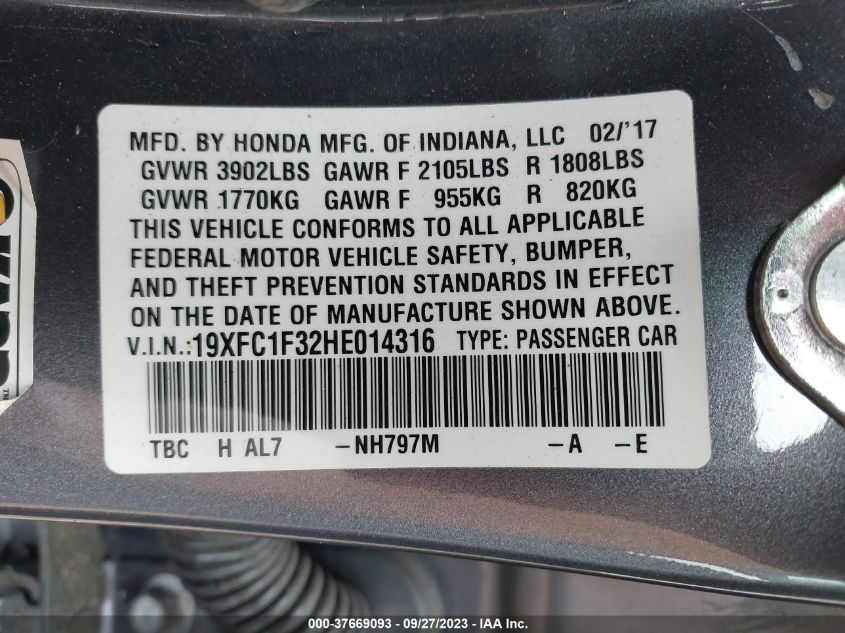 MFD. BY HONDA MFG. OF INDIANA, LLC 02/'17
GVWR 3902LBS GAWR F 2105LBS R 1808LBS
GVWR 1770KG GAWR F 955KG R 820KG
THIS VEHICLE CONFORMS TO ALL APPLICABLE
FEDERAL MOTOR VEHICLE SAFETY, BUMPER,
AND THEFT PREVENTION STANDARDS IN EFFECT
ON THE DATE OF MANUFACTURE SHOWN ABOVE.
V.I.N.:19XFC1F32HE014316 TYPE: PASSENGER CAR
TBC H AL7 –NH797M –A –E
TM
000-37669093 / 09/27/2023 / IAA Inc.